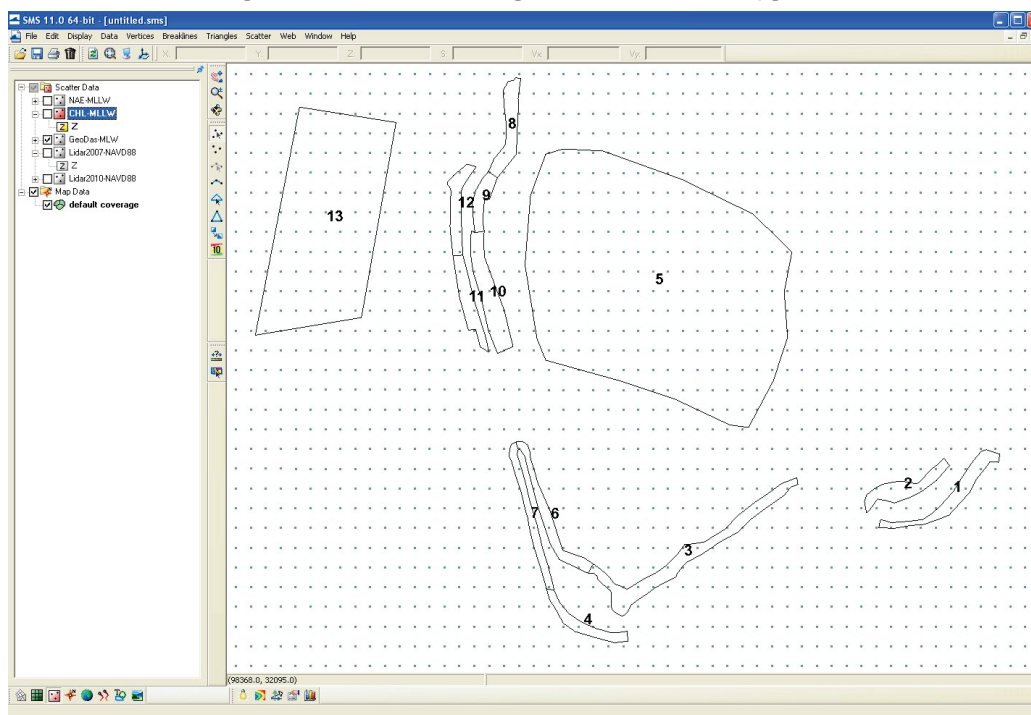 SMS 11.0 64-bit - [untitled.sms]
File Edit Display Data Vertices Breaklines Triangles Scatter Data Web Window Help
X: Y: Z: S: Vx: Vy:
Scatter Data
NAE-MLLW
CHL-MLLW
Z Z
GeoDas-MLW
Lidar2007-NAVD88
Z Z
Lidar2010-NAVD88
Map Data
default coverage
10
8
9
12
13
5
11
10
2
1
7
6
3
4
(98368.0, 32095.0)